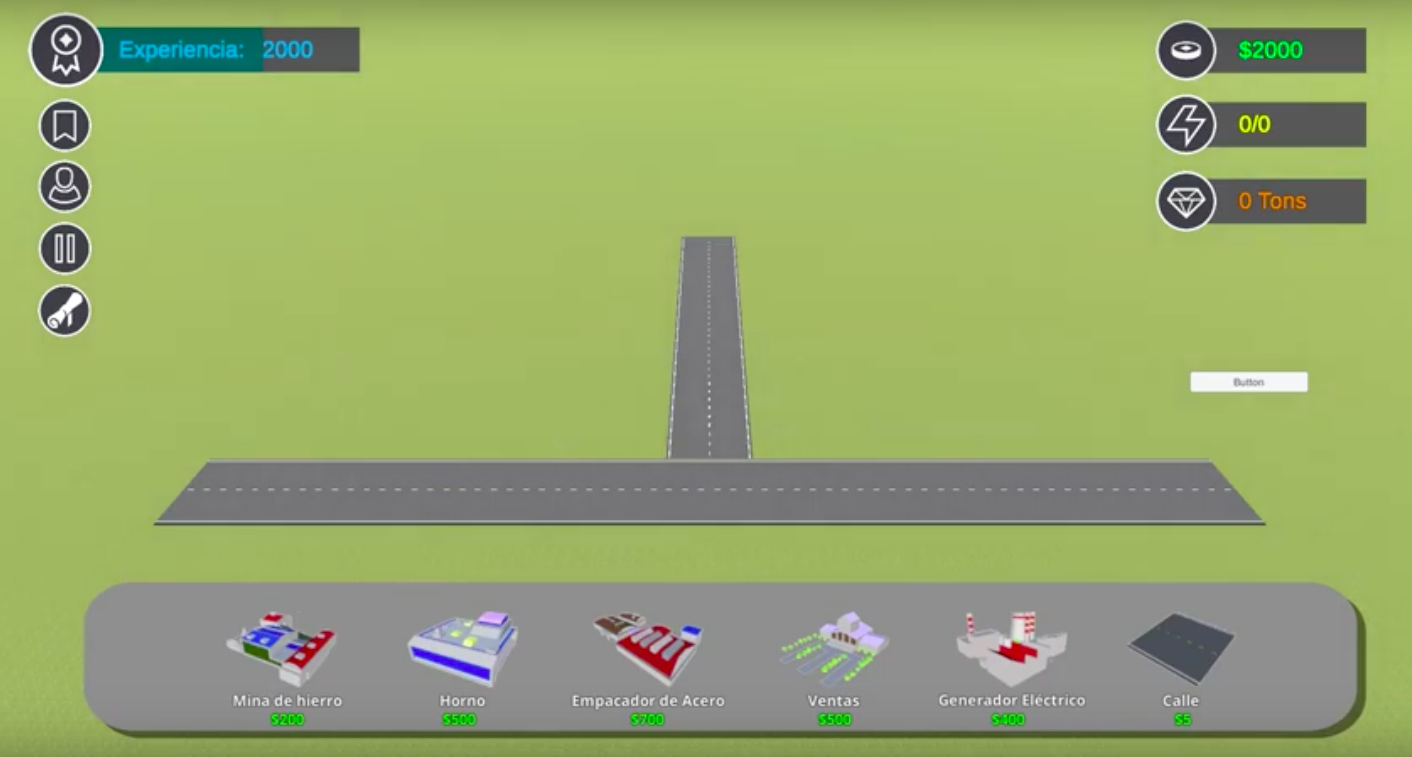 Experiencia: 2000
$2000
0/0
0 Tons
Button
Mina de hierro
$200
Horno
$500
Empacador de Acero
$700
Ventas
$500
Generador Eléctrico
$400
Calle
$5